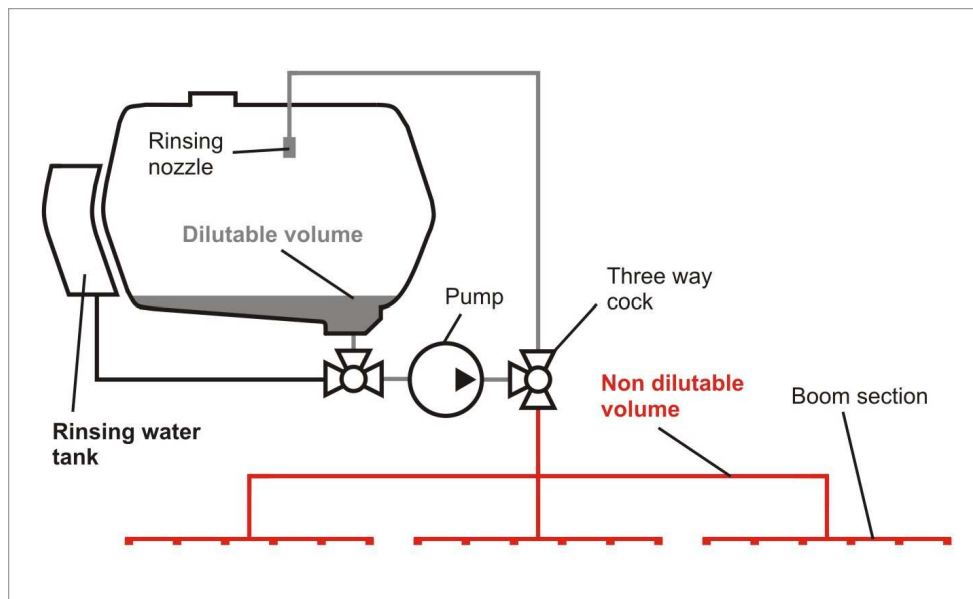 Rinsing
nozzle
Dilutable volume
Pump
Three way
cock
Non dilutable
volume
Boom section
Rinsing water
tank